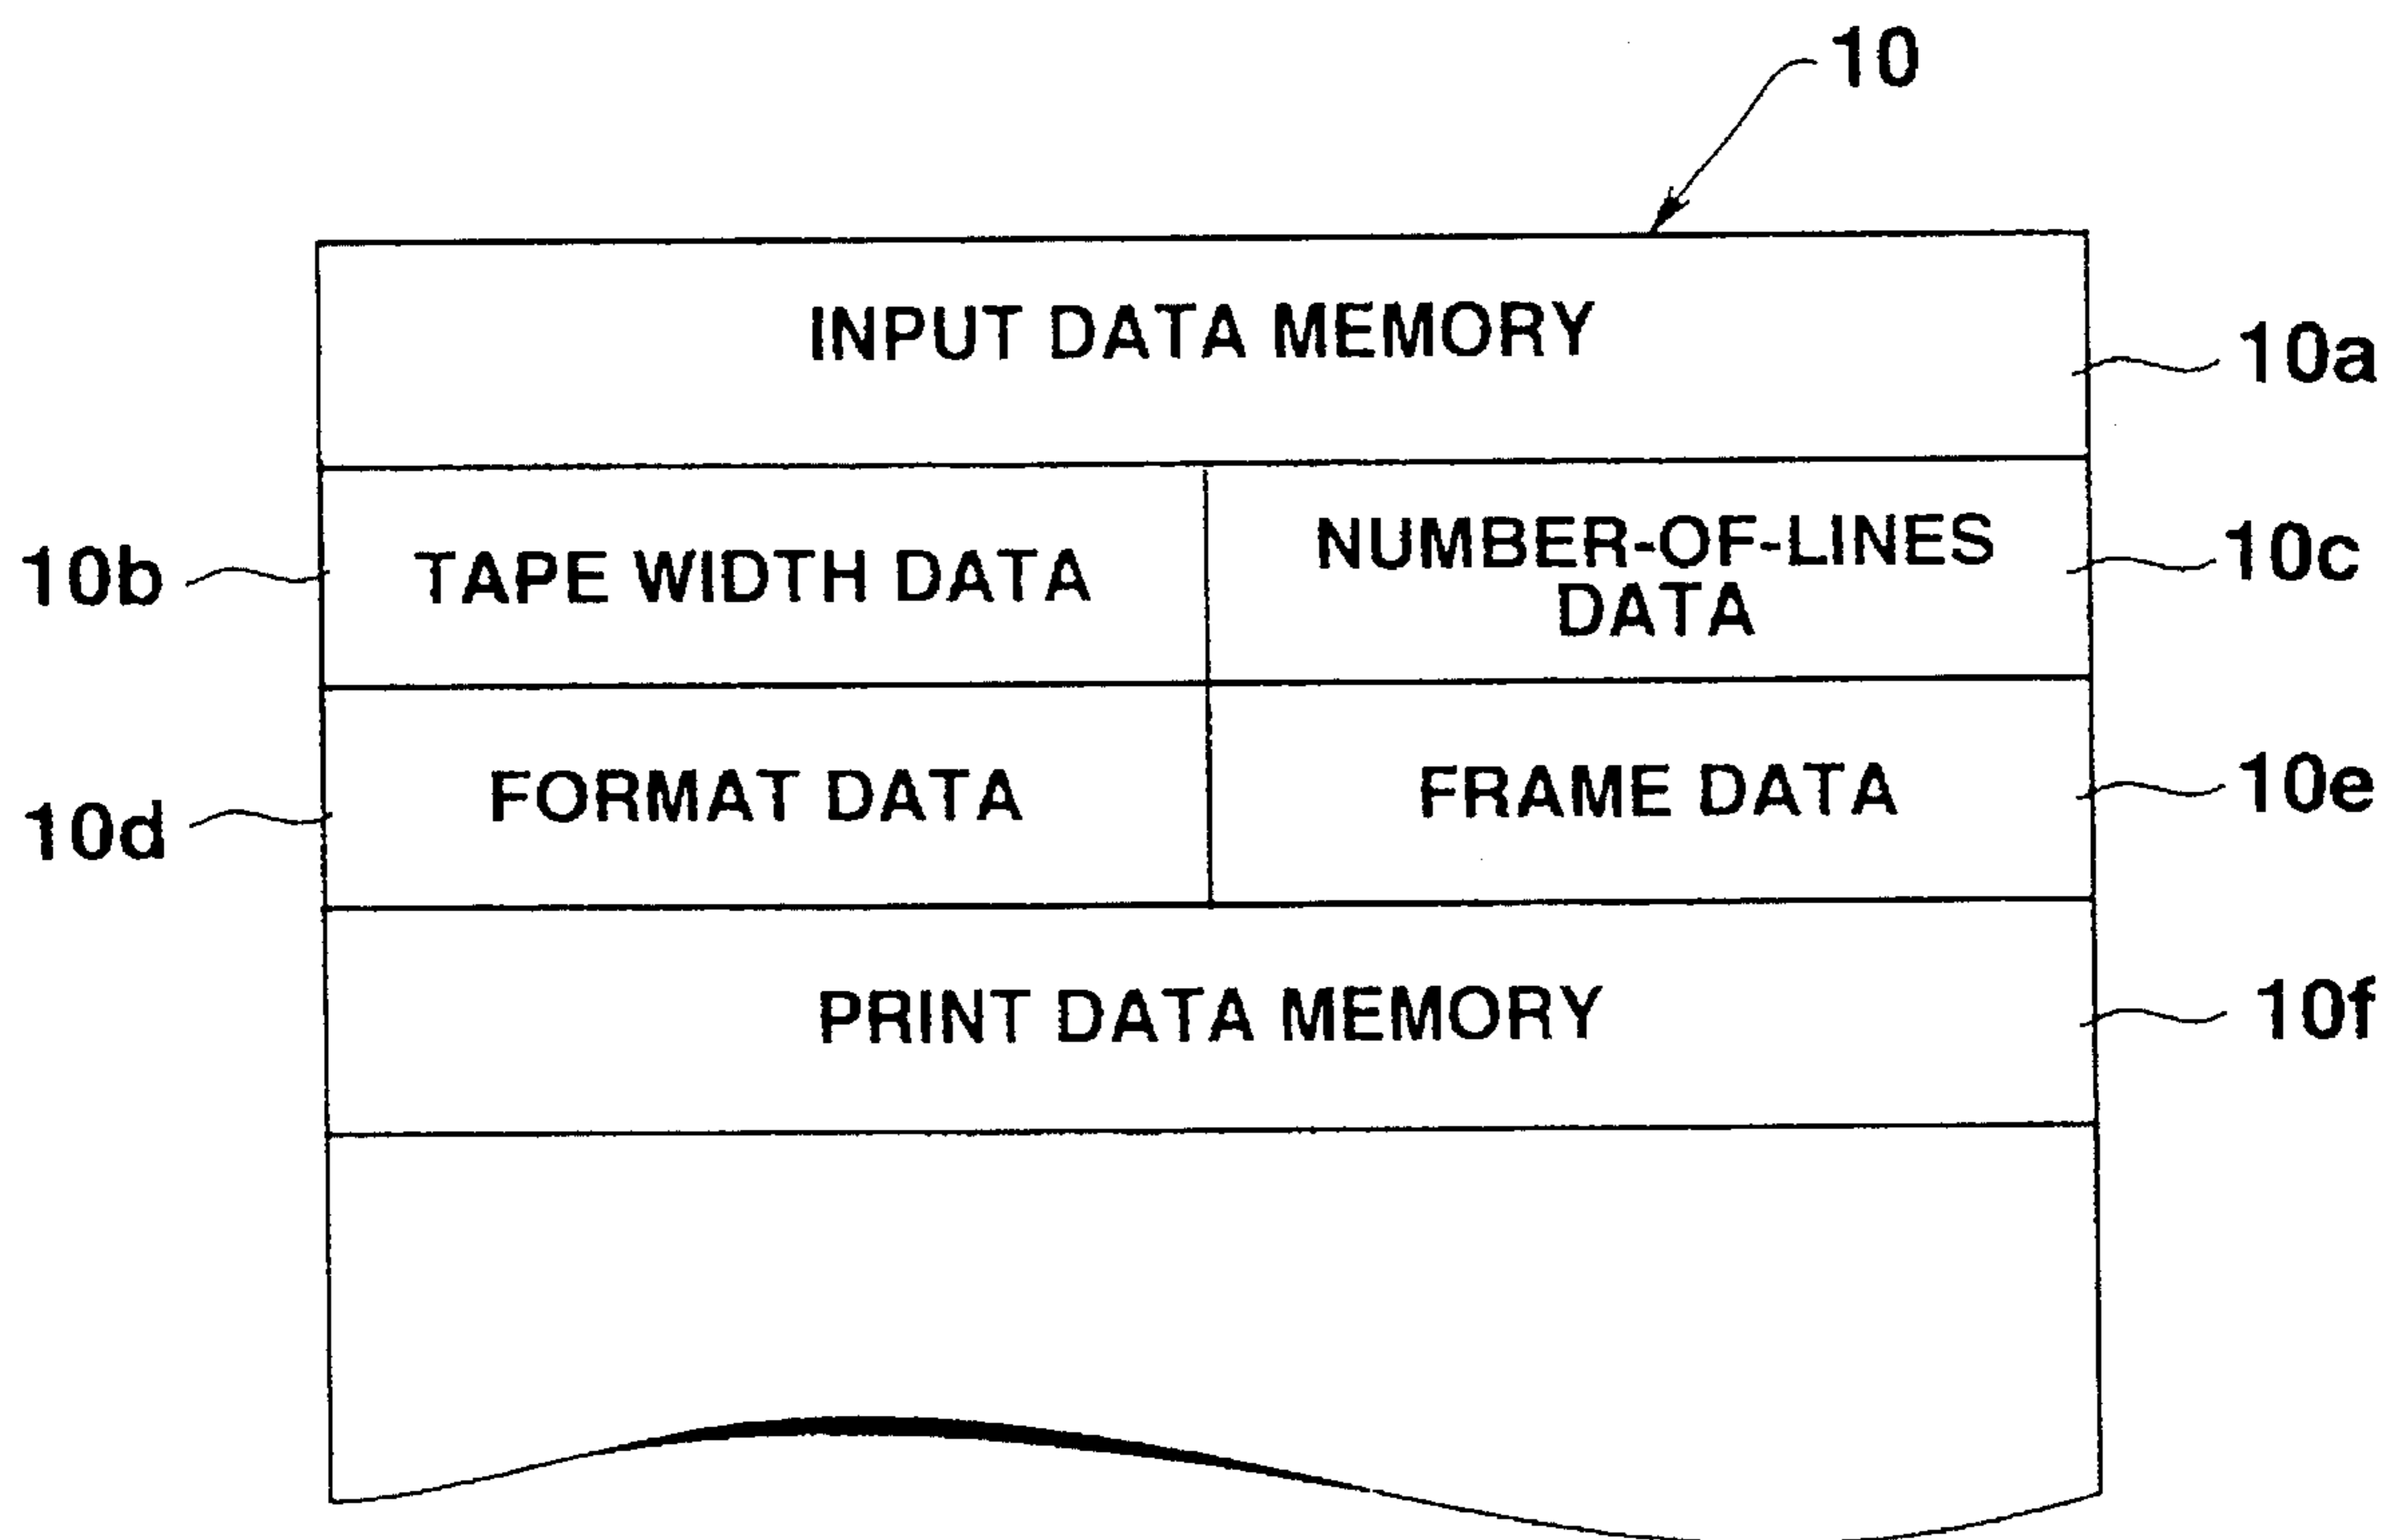 10
INPUT DATA MEMORY
10a
10b
TAPE WIDTH DATA
NUMBER-OF-LINES
DATA
10c
10d
FORMAT DATA
FRAME DATA
10e
PRINT DATA MEMORY
10f